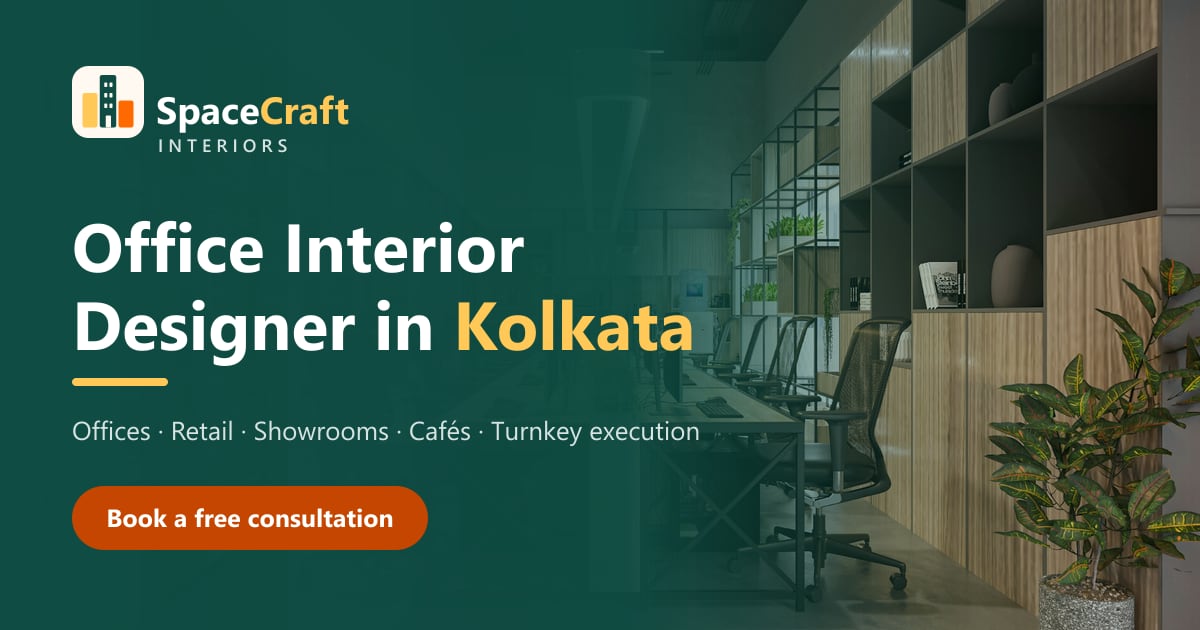 SpaceCraft
INTERIORS
Office Interior
Designer in Kolkata
Offices · Retail · Showrooms · Cafés · Turnkey execution
Book a free consultation